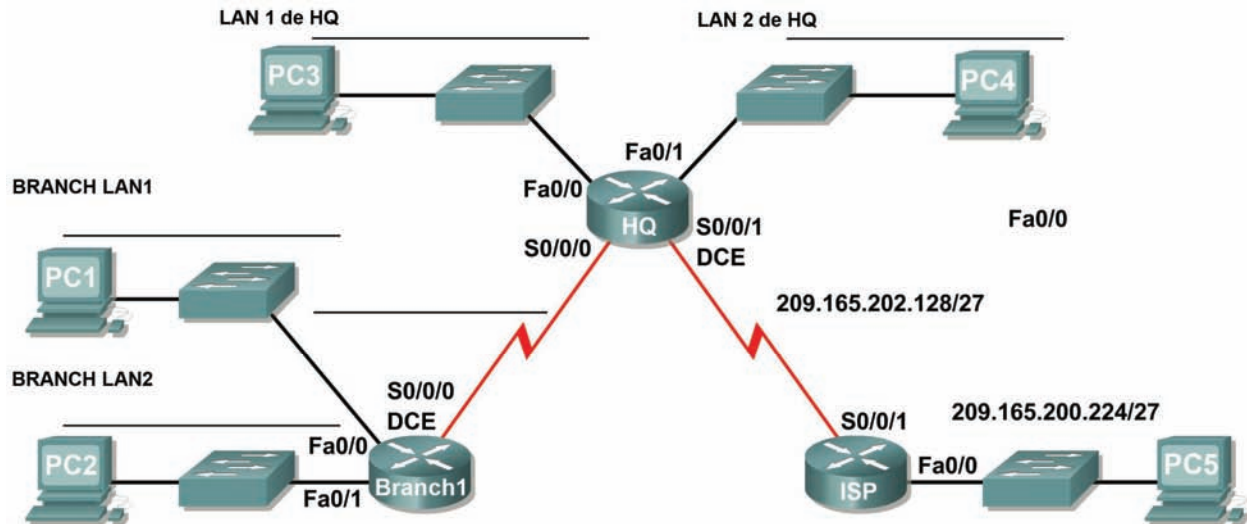 LAN 1 de HQ
LAN 2 de HQ
PC3
PC4
Fa0/1
Fa0/0
HQ
Fa0/0
BRANCH LAN1
S0/0/0
S0/0/1
DCE
PC1
209.165.202.128/27
BRANCH LAN2
S0/0/0
DCE
S0/0/1
209.165.200.224/27
PC2
Fa0/0
Fa0/1
Branch1
ISP
Fa0/0
PC5